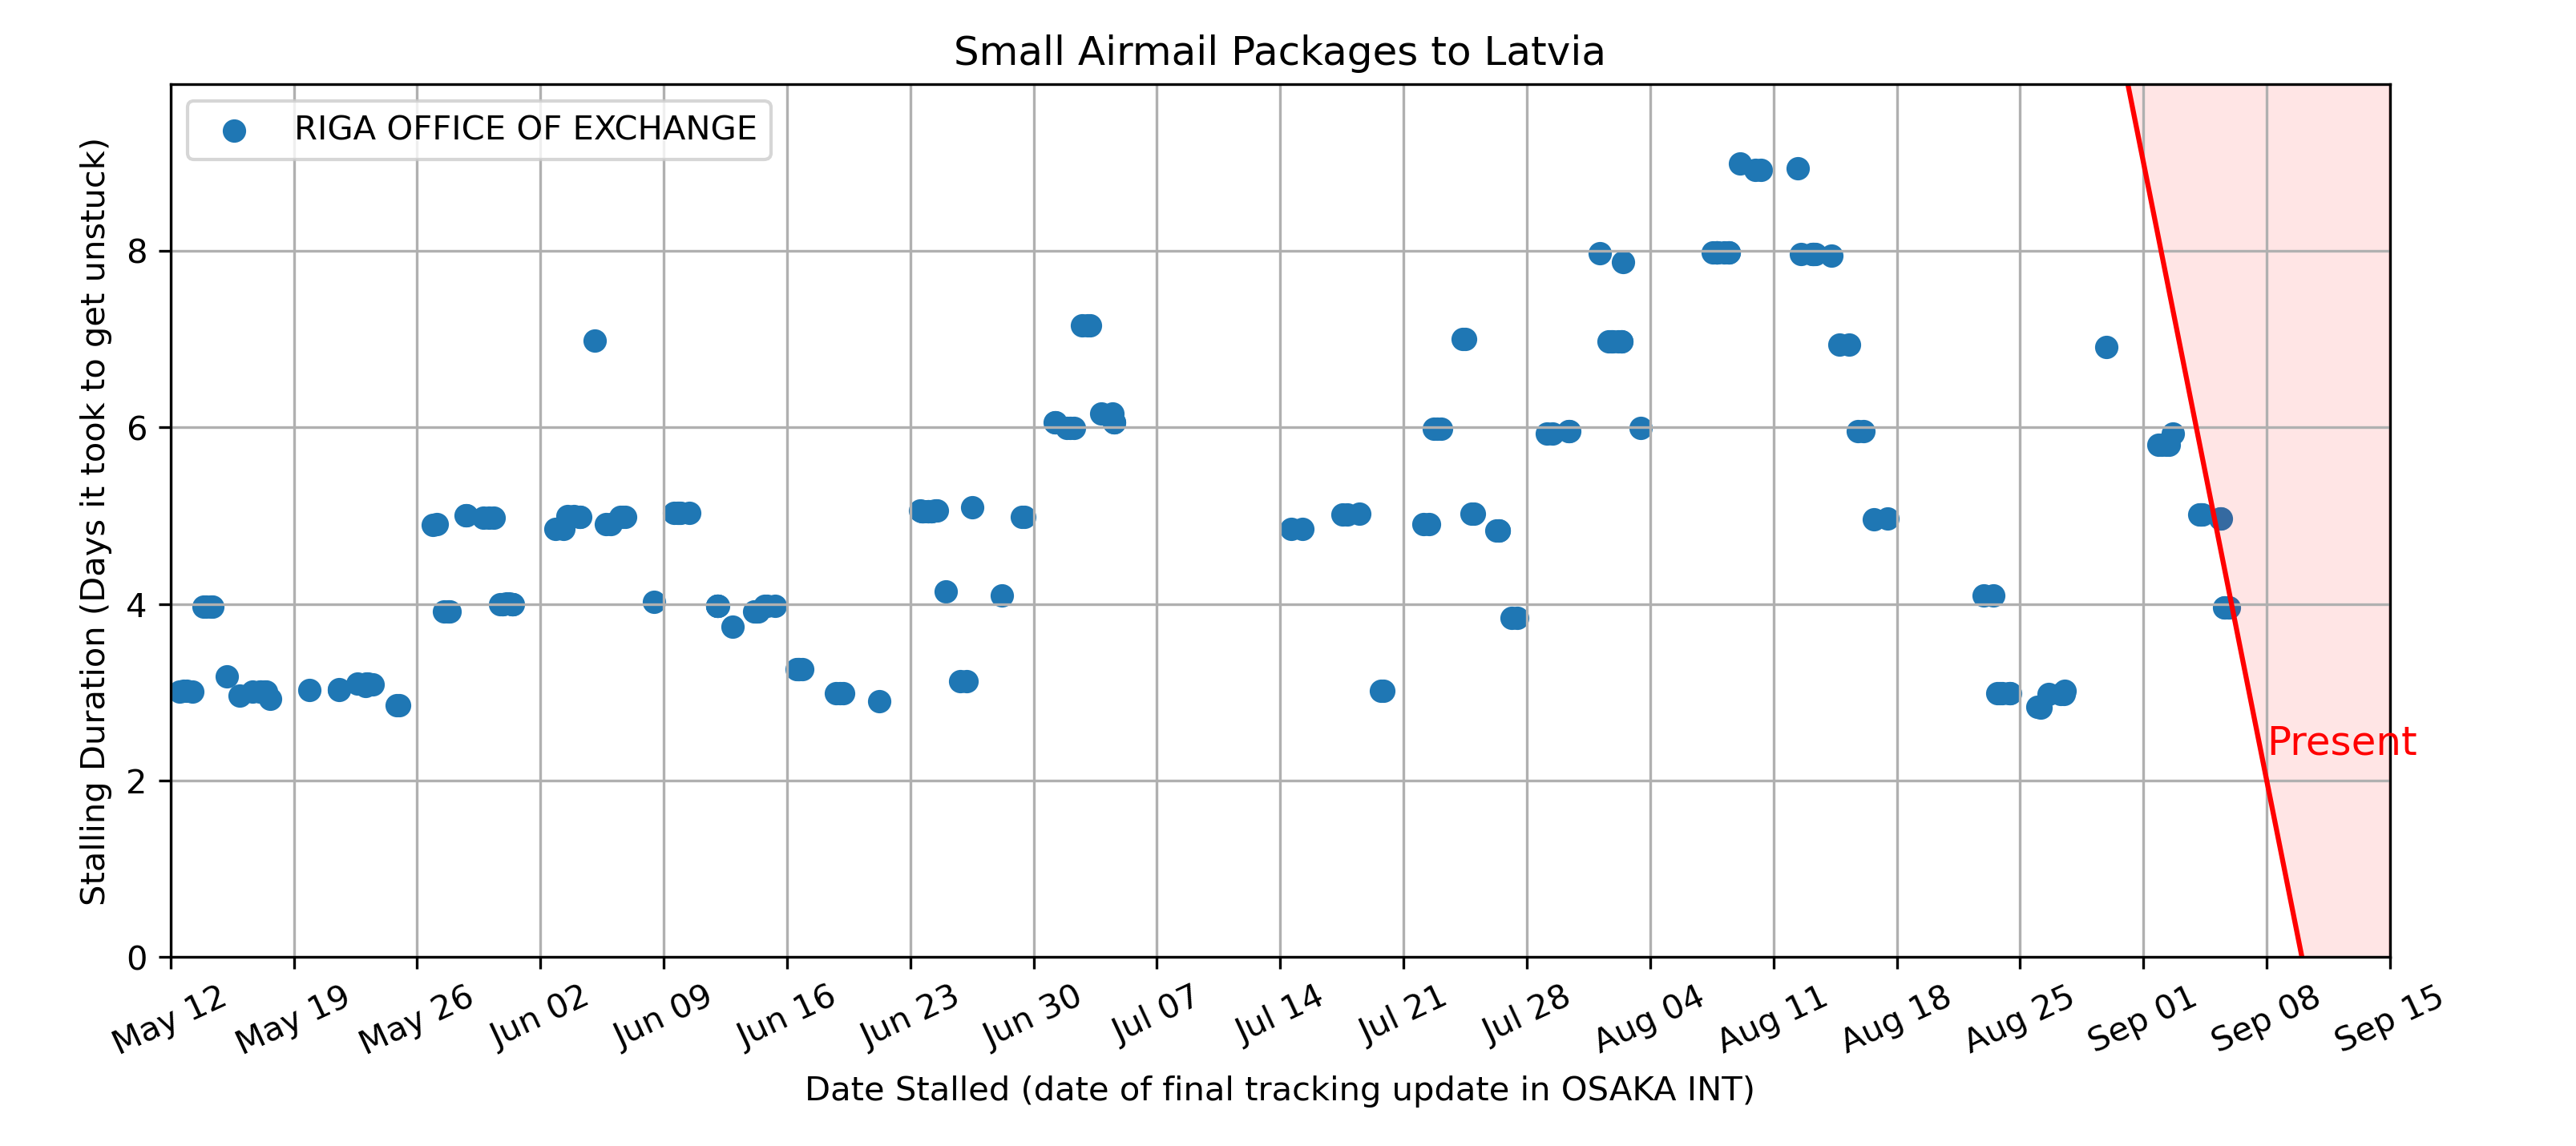 Small Airmail Packages to Latvia
RIGA OFFICE OF EXCHANGE
Stalling Duration (Days it took to get unstuck)
8
6
4
2
0
Present
May 12 May 19 May 26 Jun 02 Jun 09 Jun 16 Jun 23 Jun 30 Jul 07 Jul 14 Jul 21 Jul 28 Aug 04 Aug 11 Aug 18 Aug 25 Sep 01 Sep 08 Sep 15
Date Stalled (date of final tracking update in OSAKA INT)